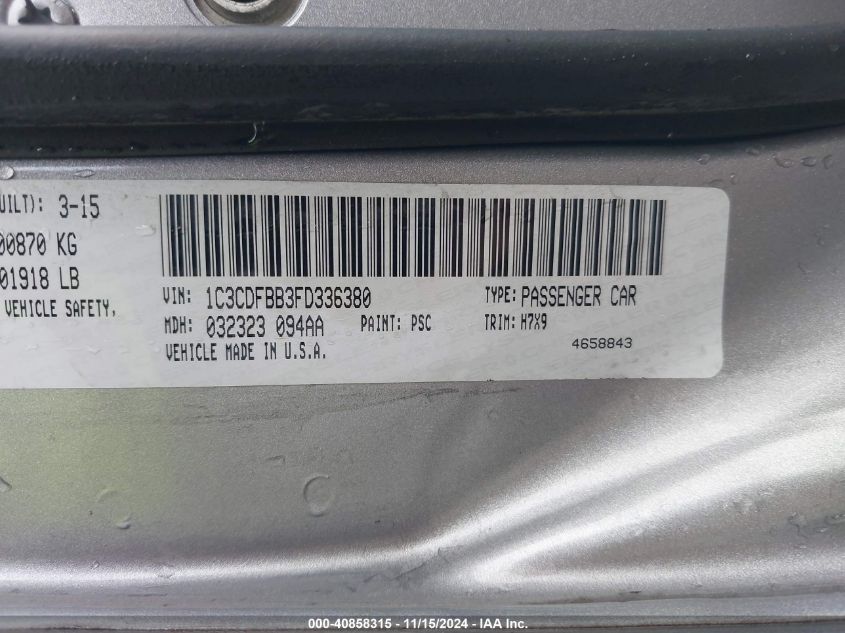 UILT): 3-15
00870 KG
01918 LB
VEHICLE SAFETY,
VIN: 1C3CDFBB3FD336380 TYPE: PASSENGER CAR
MDH: 032323 094AA PAINT: PSC TRIM: H7X9
VEHICLE MADE IN U.S.A. 4658843
000-40858315 - 11/15/2024 - IAA Inc.